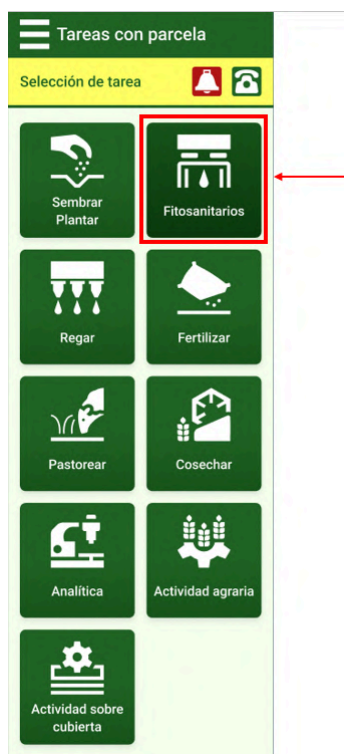 Tareas con parcela
Selección de tarea
Sembrar
Plantar
Fitosanitarios
Regar
Fertilizar
Pastorear
Cosechar
Analítica
Actividad agraria
Actividad sobre
cubierta